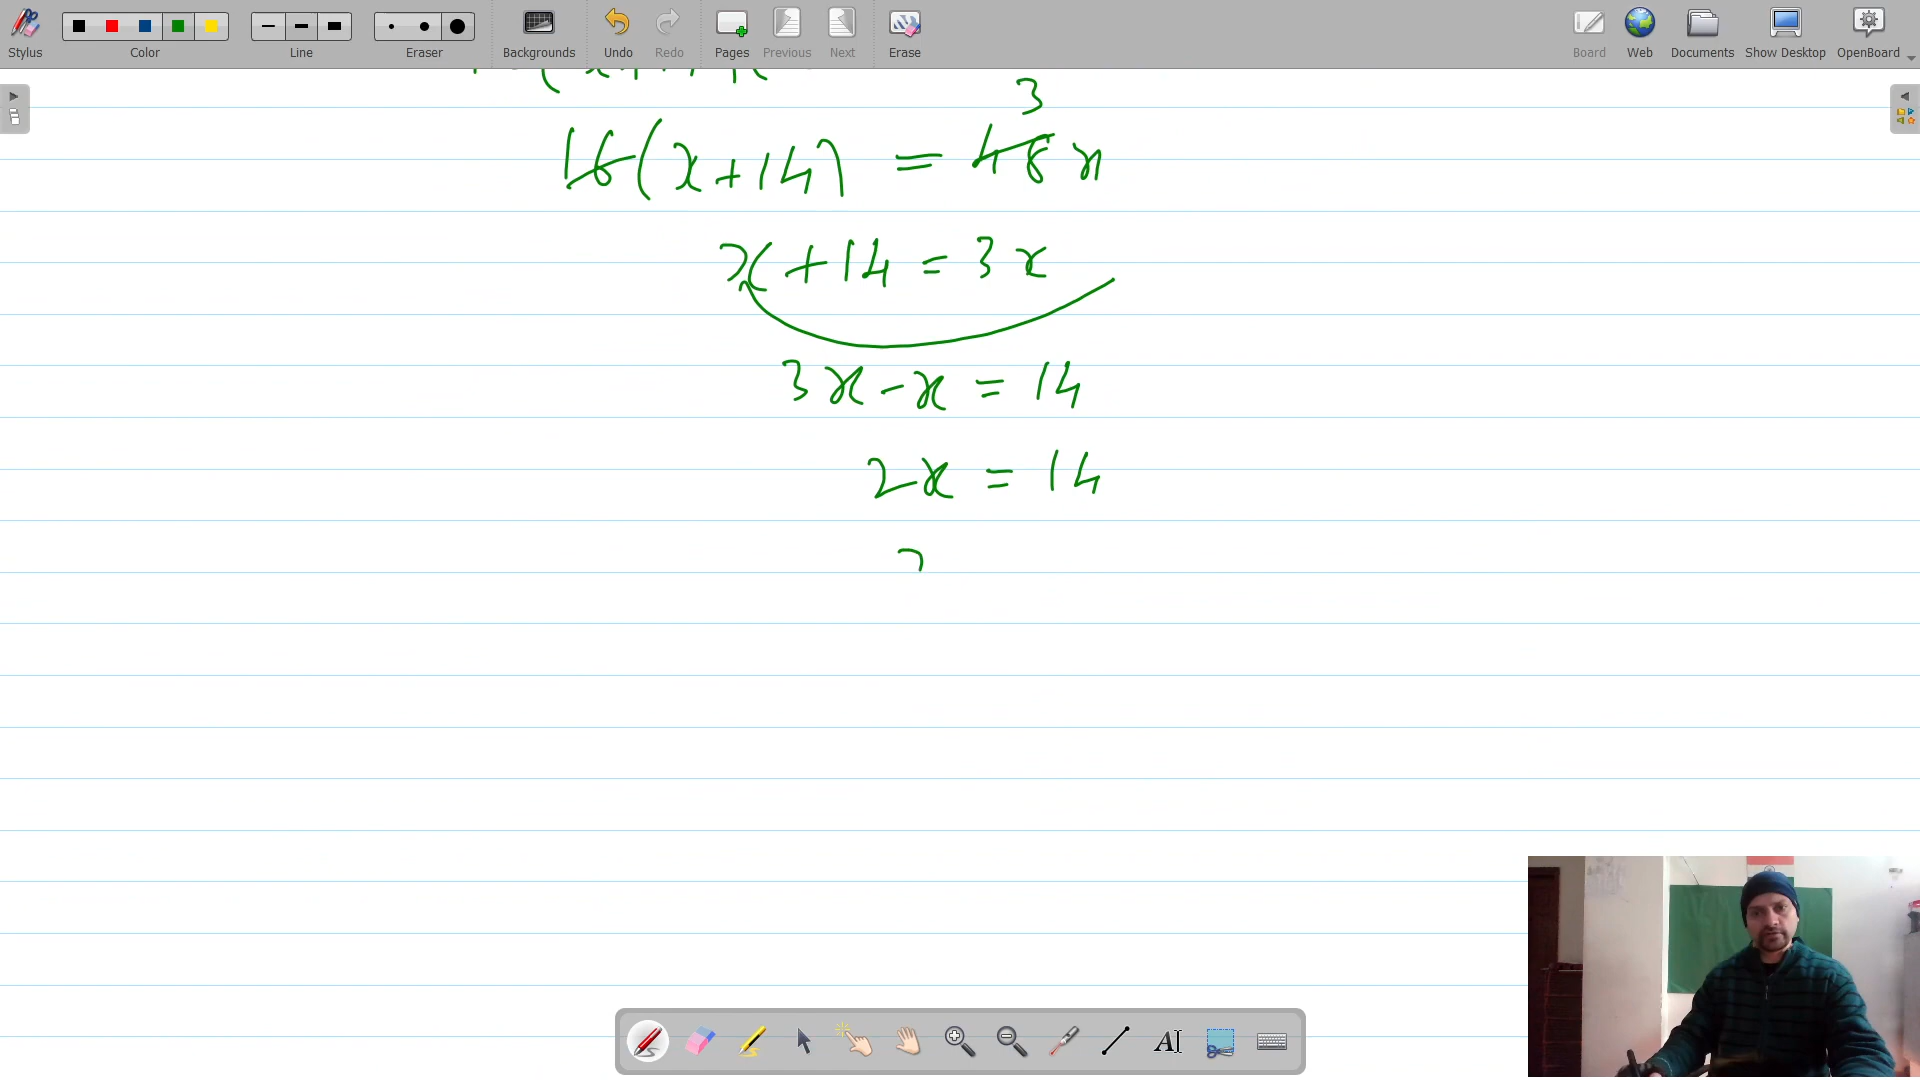 Stylus Color Line Eraser Backgrounds Undo Redo Pages Previous Next Erase Board Web Documents Show Desktop OpenBoard
3
16(x+14) = 48x
x+14 = 3x
3x-x = 14
2x = 14